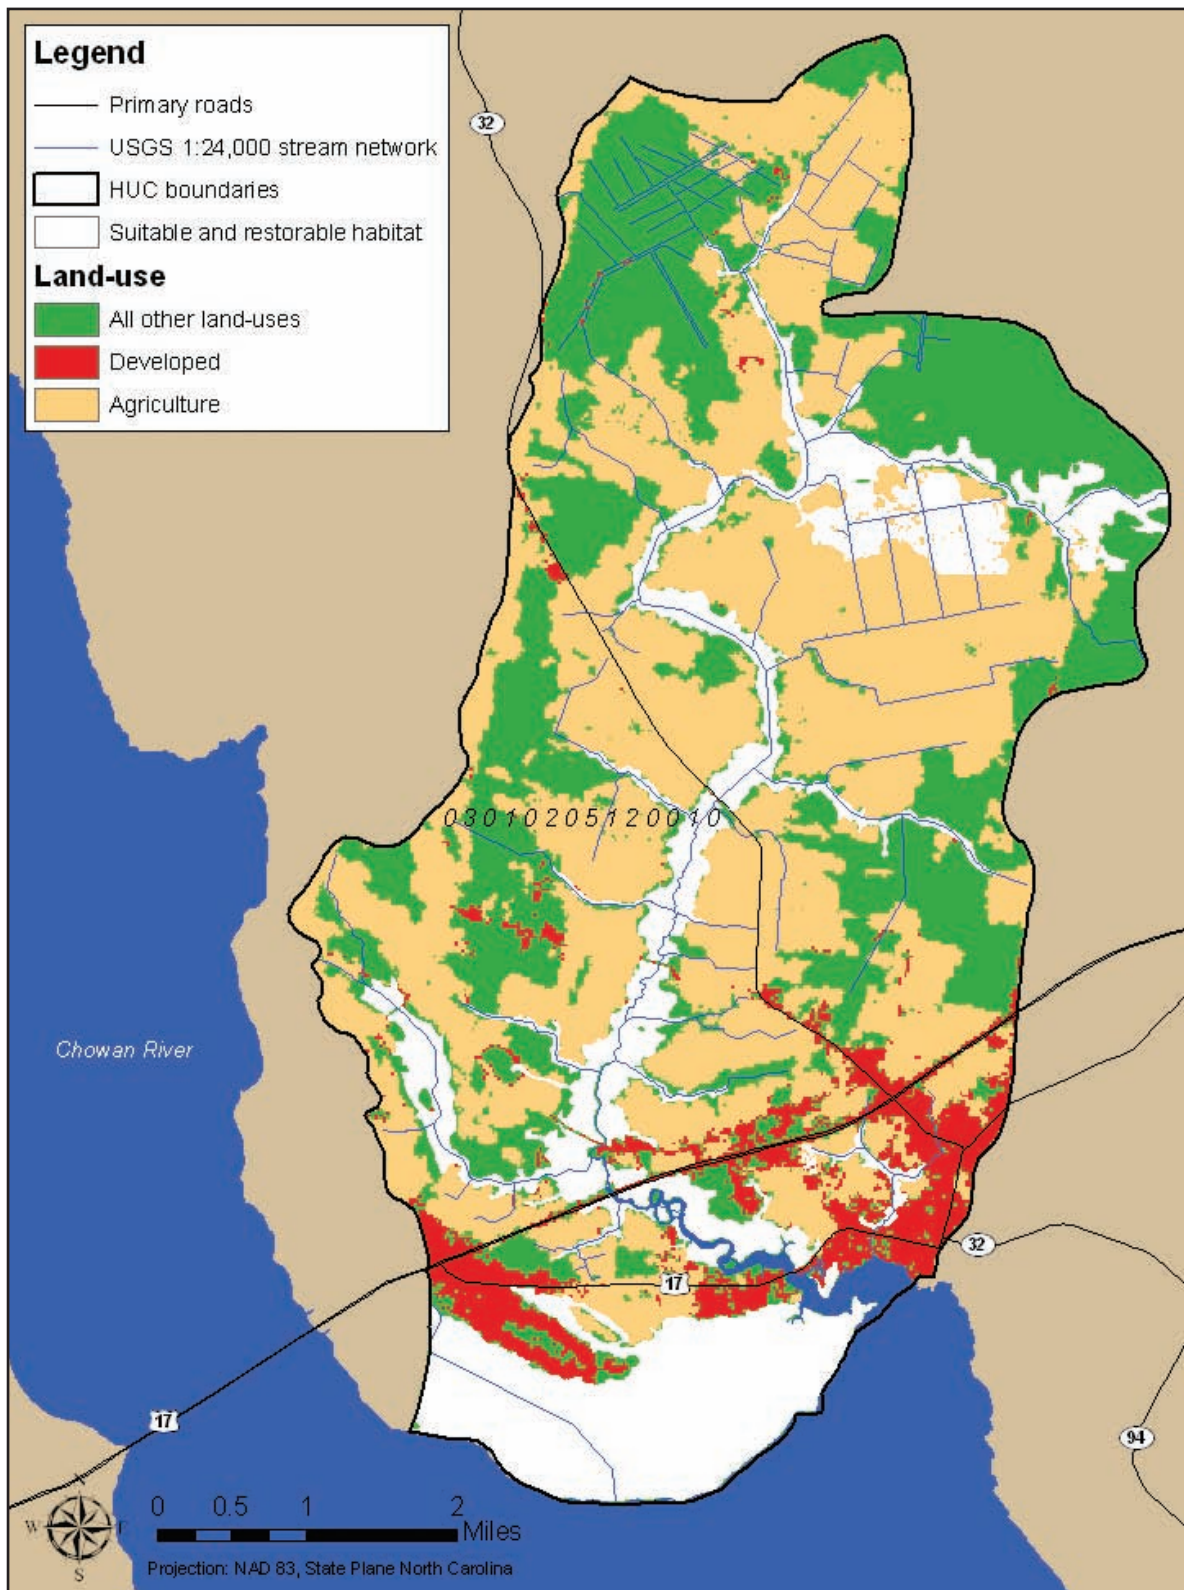 Legend
Primary roads
USGS 1:24,000 stream network
HUC boundaries
Suitable and restorable habitat
Land-use
All other land-uses
Developed
Agriculture
32
03010205120010
Chowan River
32
17
17
94
0 0.5 1 2
Miles
W E
S
Projection: NAD 83, State Plane North Carolina